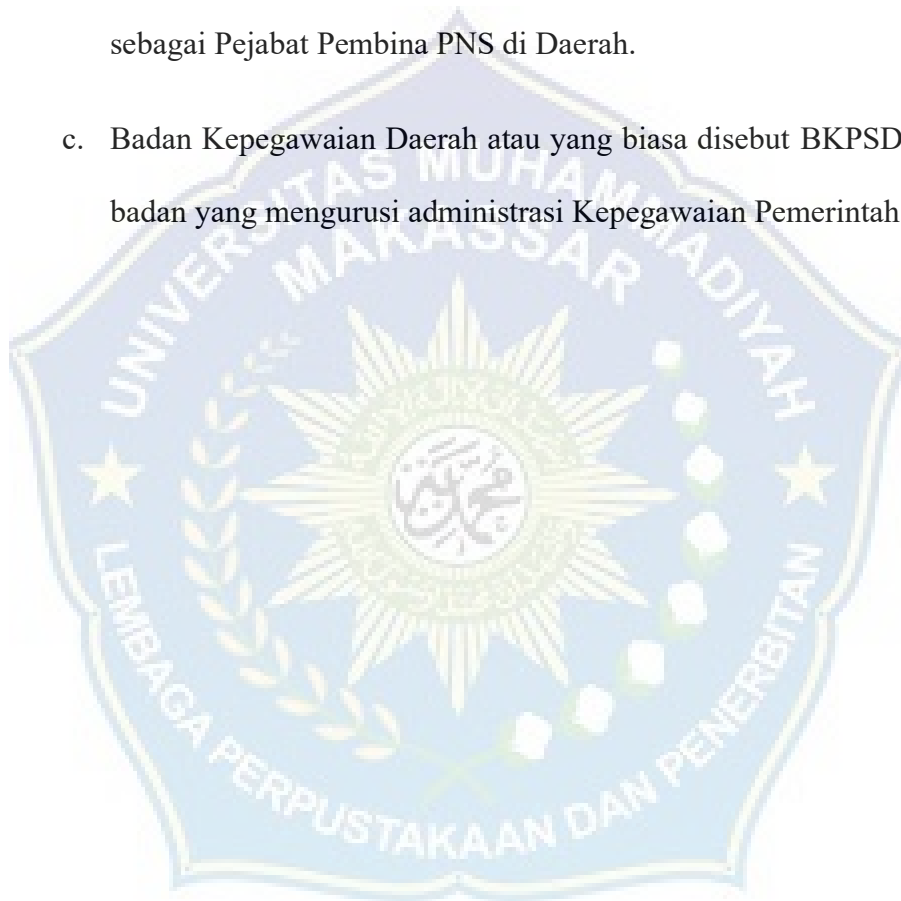 sebagai Pejabat Pembina PNS di Daerah.
c. Badan Kepegawaian Daerah atau yang biasa disebut BKPSD
badan yang mengurusi administrasi Kepegawaian Pemerintah
UNIVERSITAS MUHAMMADIYAH
MAKASSAR
LEMBAGA PERPUSTAKAAN DAN PENERBITAN